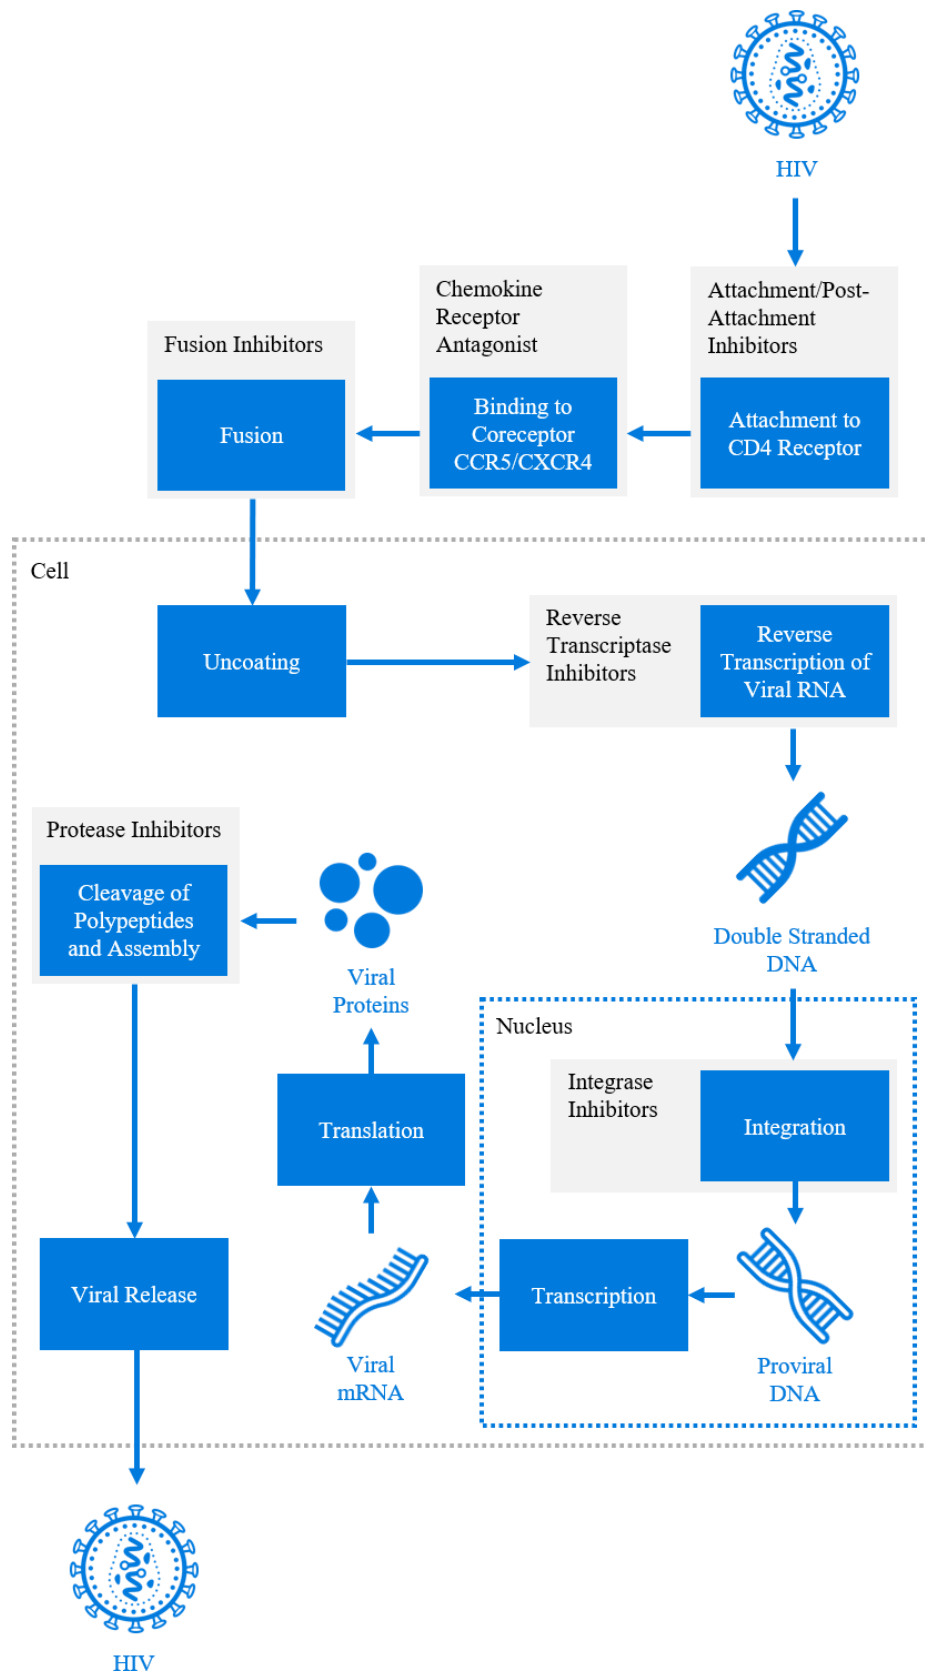 HIV
Attachment/Post-
Attachment
Inhibitors
Attachment to
CD4 Receptor
Chemokine
Receptor
Antagonist
Binding to
Coreceptor
CCR5/CXCR4
Fusion Inhibitors
Fusion
Cell
Uncoating
Reverse
Transcriptase
Inhibitors
Reverse
Transcription of
Viral RNA
Double Stranded
DNA
Nucleus
Integrase
Inhibitors
Integration
Proviral
DNA
Transcription
Viral
mRNA
Translation
Viral
Proteins
Protease Inhibitors
Cleavage of
Polypeptides
and Assembly
Viral Release
HIV